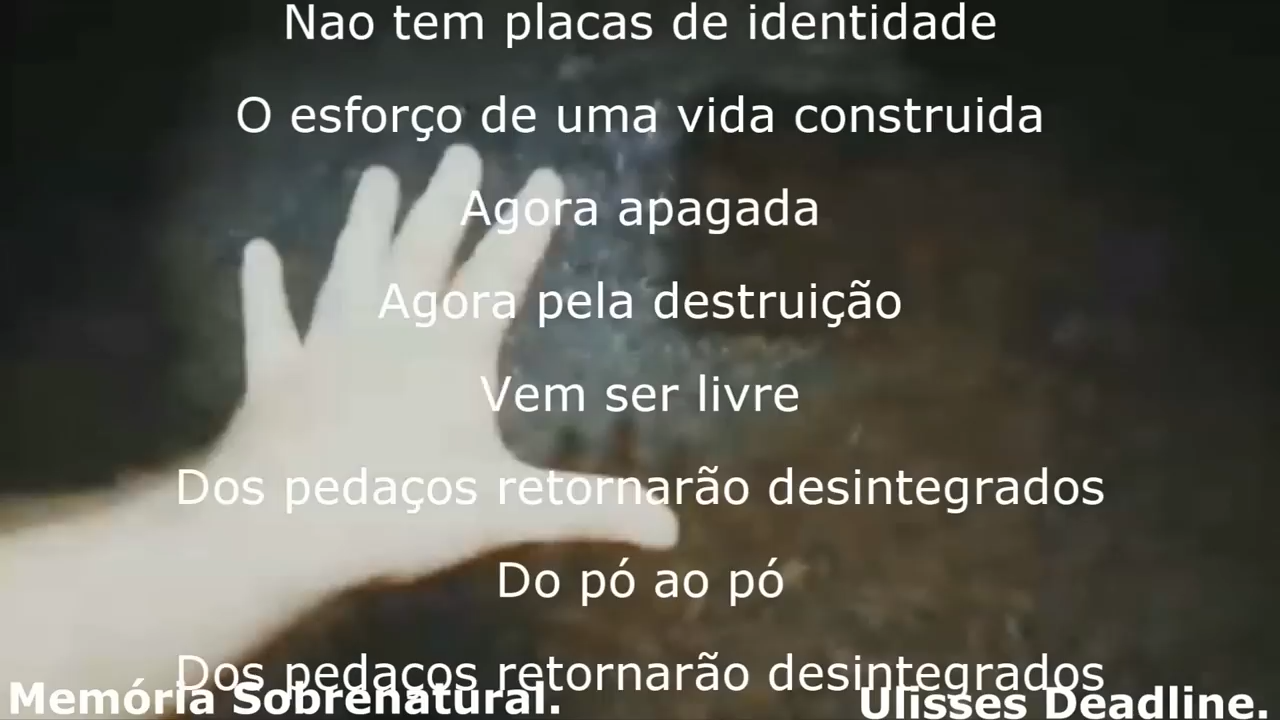 Nao tem placas de identidade
O esforço de uma vida construida
Agora apagada
Agora pela destruição
Vem ser livre
Dos pedaços retornarão desintegrados
Do pó ao pó
Dos pedaços retornarão desintegrados
Memória Sobrenatural.
Ulisses Deadline.